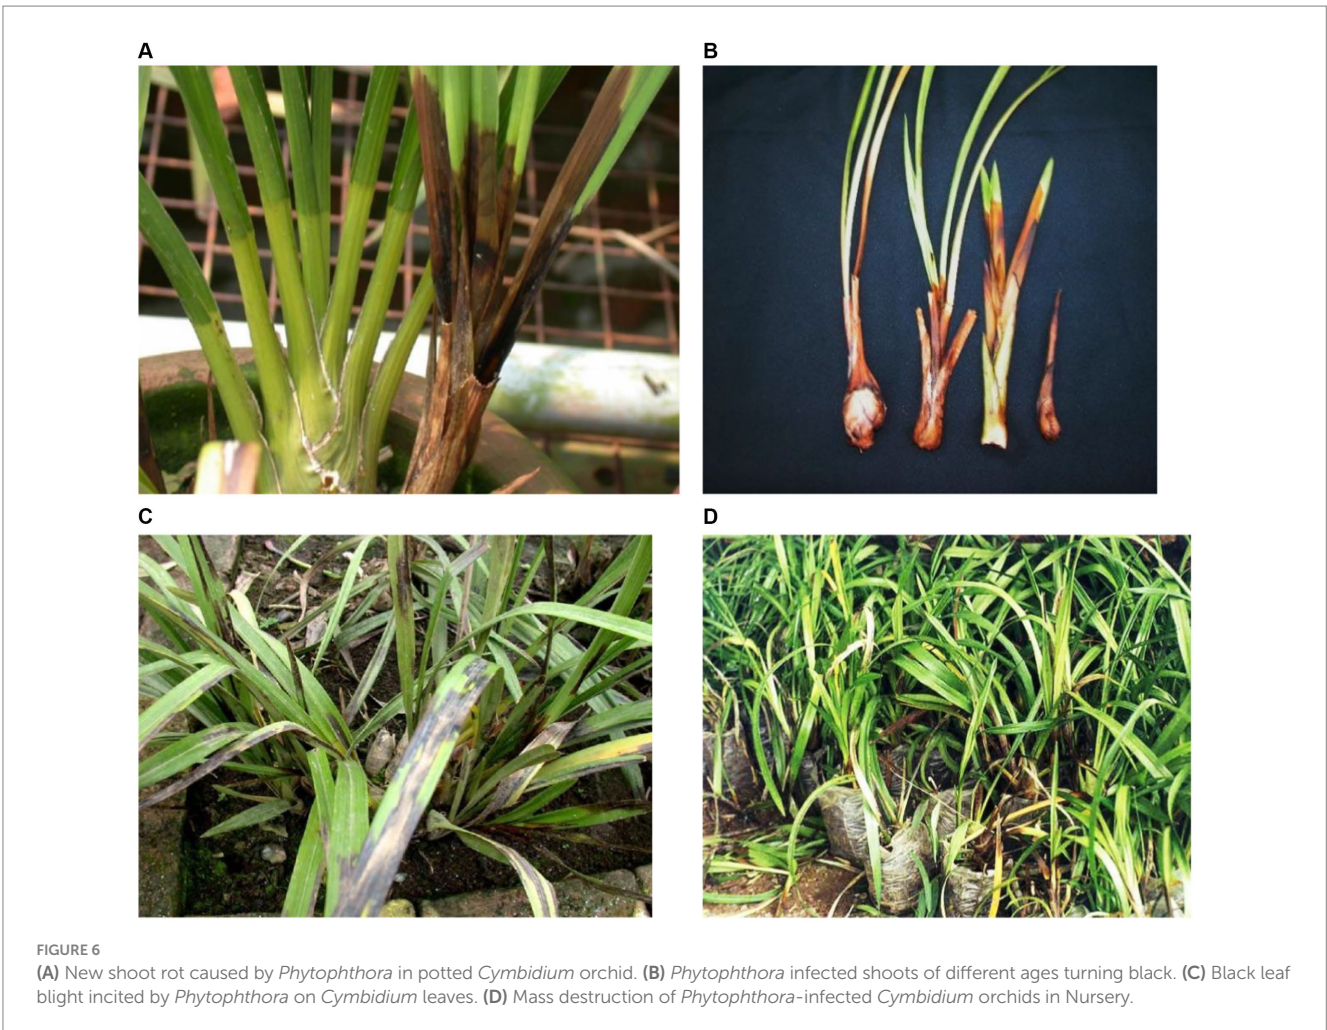 A
B
C
D
FIGURE 6
(A) New shoot rot caused by Phytophthora in potted Cymbidium orchid. (B) Phytophthora infected shoots of different ages turning black. (C) Black leaf
blight incited by Phytophthora on Cymbidium leaves. (D) Mass destruction of Phytophthora-infected Cymbidium orchids in Nursery.